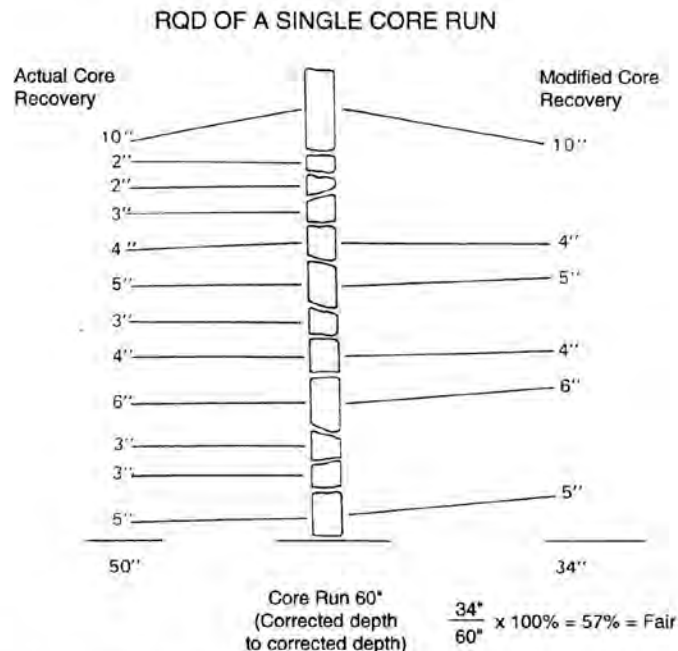 RQD OF A SINGLE CORE RUN
Actual Core
Recovery
Modified Core
Recovery
10"
2"
2"
3"
4"
5"
3"
4"
6"
3"
3"
5"
50"
10"
4"
5"
4"
6"
5"
34"
Core Run 60"
(Corrected depth
to corrected depth)
34"
60" x 100% = 57% = Fair